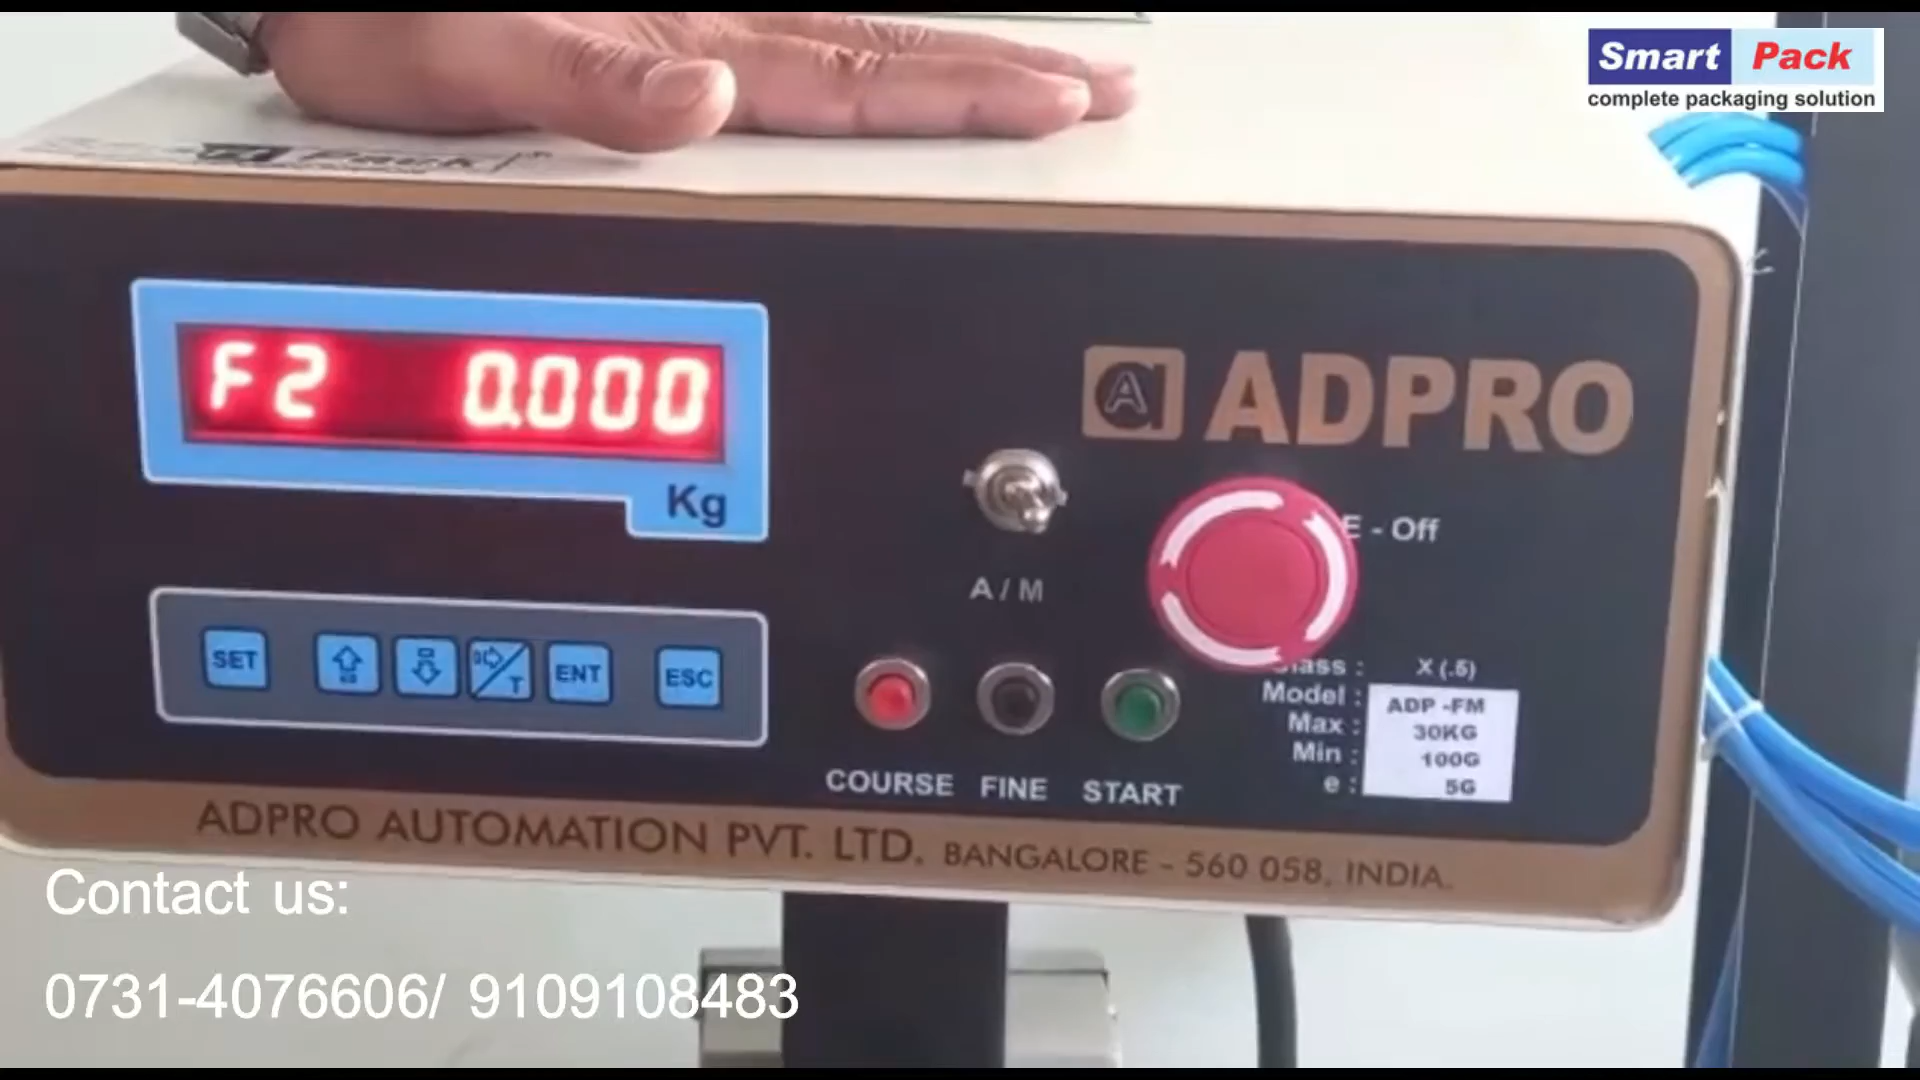 Smart Pack
complete packaging solution
F2 0.000
Kg
ADPRO
E - Off
A / M
SET
T
ENT
ESC
X (.5)
Model : ADP -FM
Max : 30KG
Min : 100G
e : 5G
COURSE FINE START
ADPRO AUTOMATION PVT. LTD. BANGALORE - 560 058, INDIA.
Contact us:
0731-4076606/ 9109108483